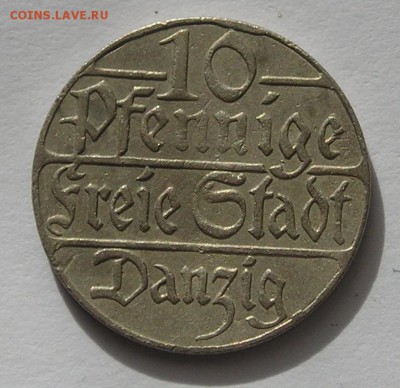 COINS.LAVE.RU
10
Pfennige
Freie Stadt
Danzig